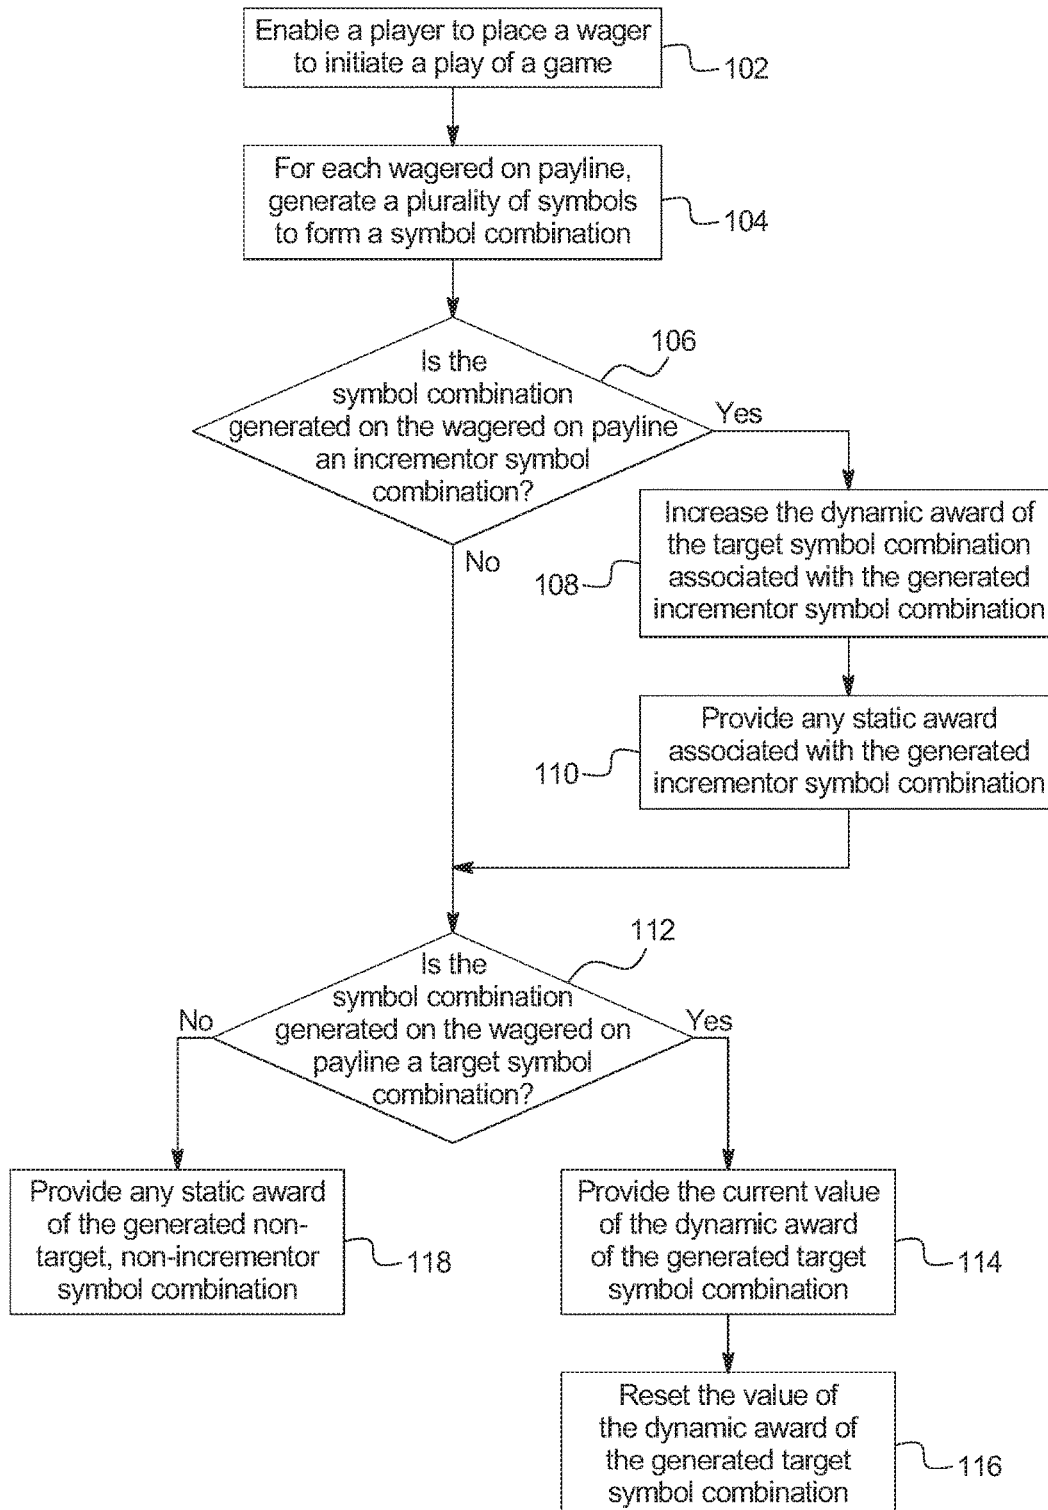 Enable a player to place a wager
to initiate a play of a game
102
For each wagered on payline,
generate a plurality of symbols
to form a symbol combination
104
106
Is the
symbol combination
generated on the wagered on payline
an incrementor symbol
combination?
Yes
No
Increase the dynamic award of
the target symbol combination
associated with the generated
incrementor symbol combination
108
Provide any static award
associated with the generated
incrementor symbol combination
110
112
Is the
symbol combination
generated on the wagered on
payline a target symbol
combination?
No
Yes
Provide any static award
of the generated non-
target, non-incrementor
symbol combination
118
Provide the current value
of the dynamic award
of the generated target
symbol combination
114
Reset the value of
the dynamic award of
the generated target
symbol combination
116